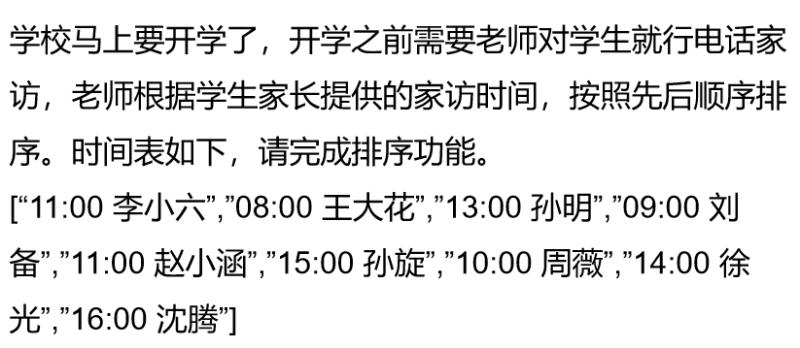 学校马上要开学了，开学之前需要老师对学生就行电话家
访，老师根据学生家长提供的家访时间，按照先后顺序排
序。时间表如下，请完成排序功能。
[“11:00 李小六”,”08:00 王大花”,”13:00 孙明”,”09:00 刘
备”,”11:00 赵小涵”,”15:00 孙旋”,”10:00 周薇”,”14:00 徐
光”,”16:00 沈腾”]